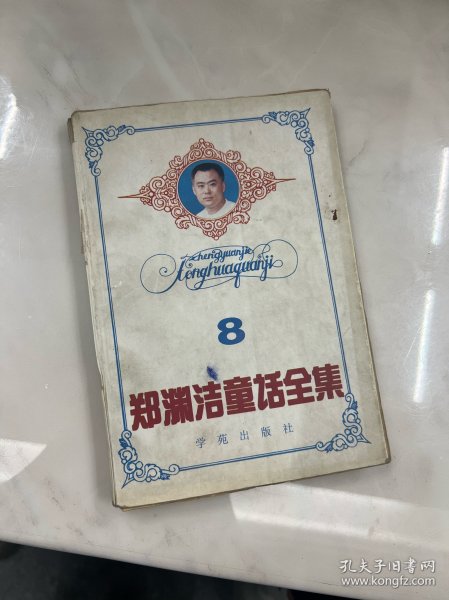 Zhengyuanjie
tonghuaquanji
8
郑渊洁童话全集
学苑出版社
孔夫子旧书网
www.kongfz.com